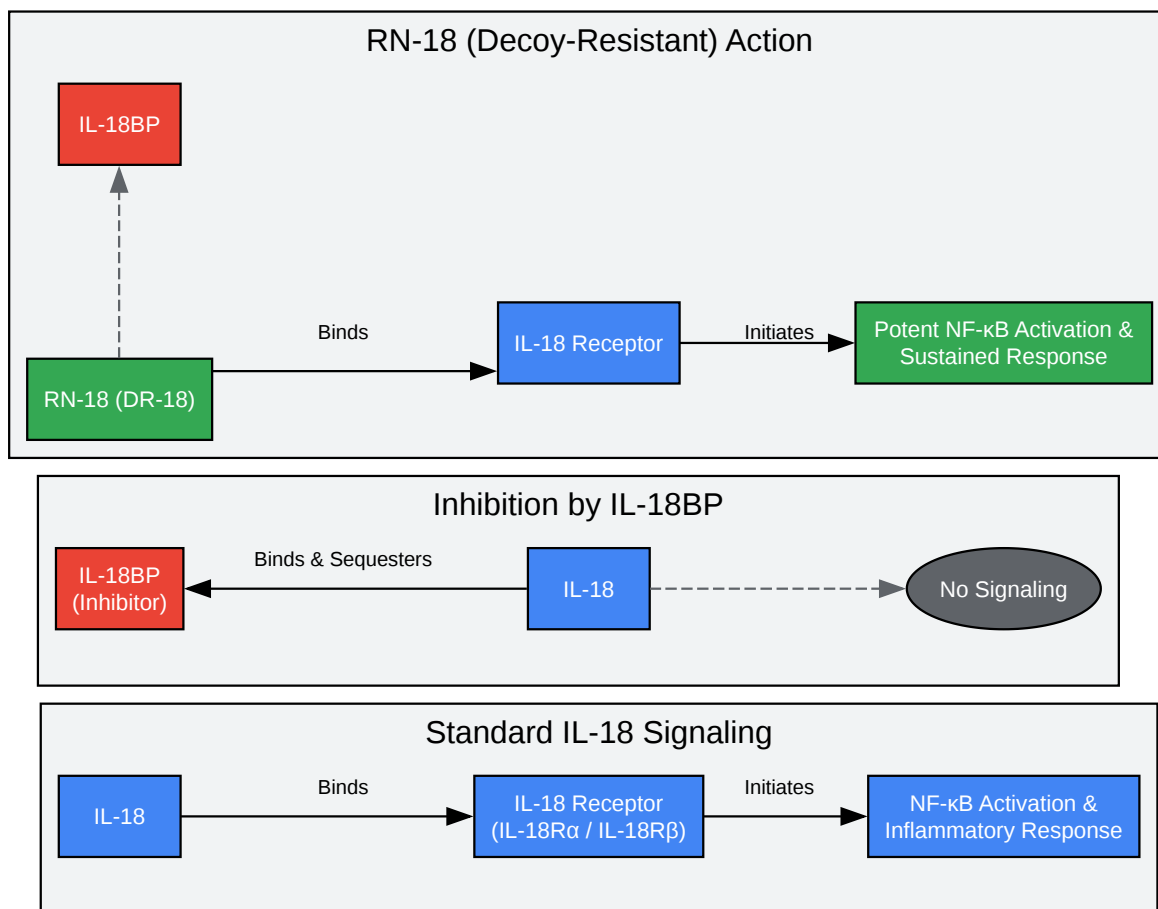 RN-18 (Decoy-Resistant) Action
IL-18BP
Binds
IL-18 Receptor
Initiates
Potent NF-κB Activation &
Sustained Response
RN-18 (DR-18)
Inhibition by IL-18BP
IL-18BP
(Inhibitor)
Binds & Sequesters
IL-18
No Signaling
Standard IL-18 Signaling
IL-18
Binds
IL-18 Receptor
(IL-18Rα / IL-18Rβ)
Initiates
NF-κB Activation &
Inflammatory Response